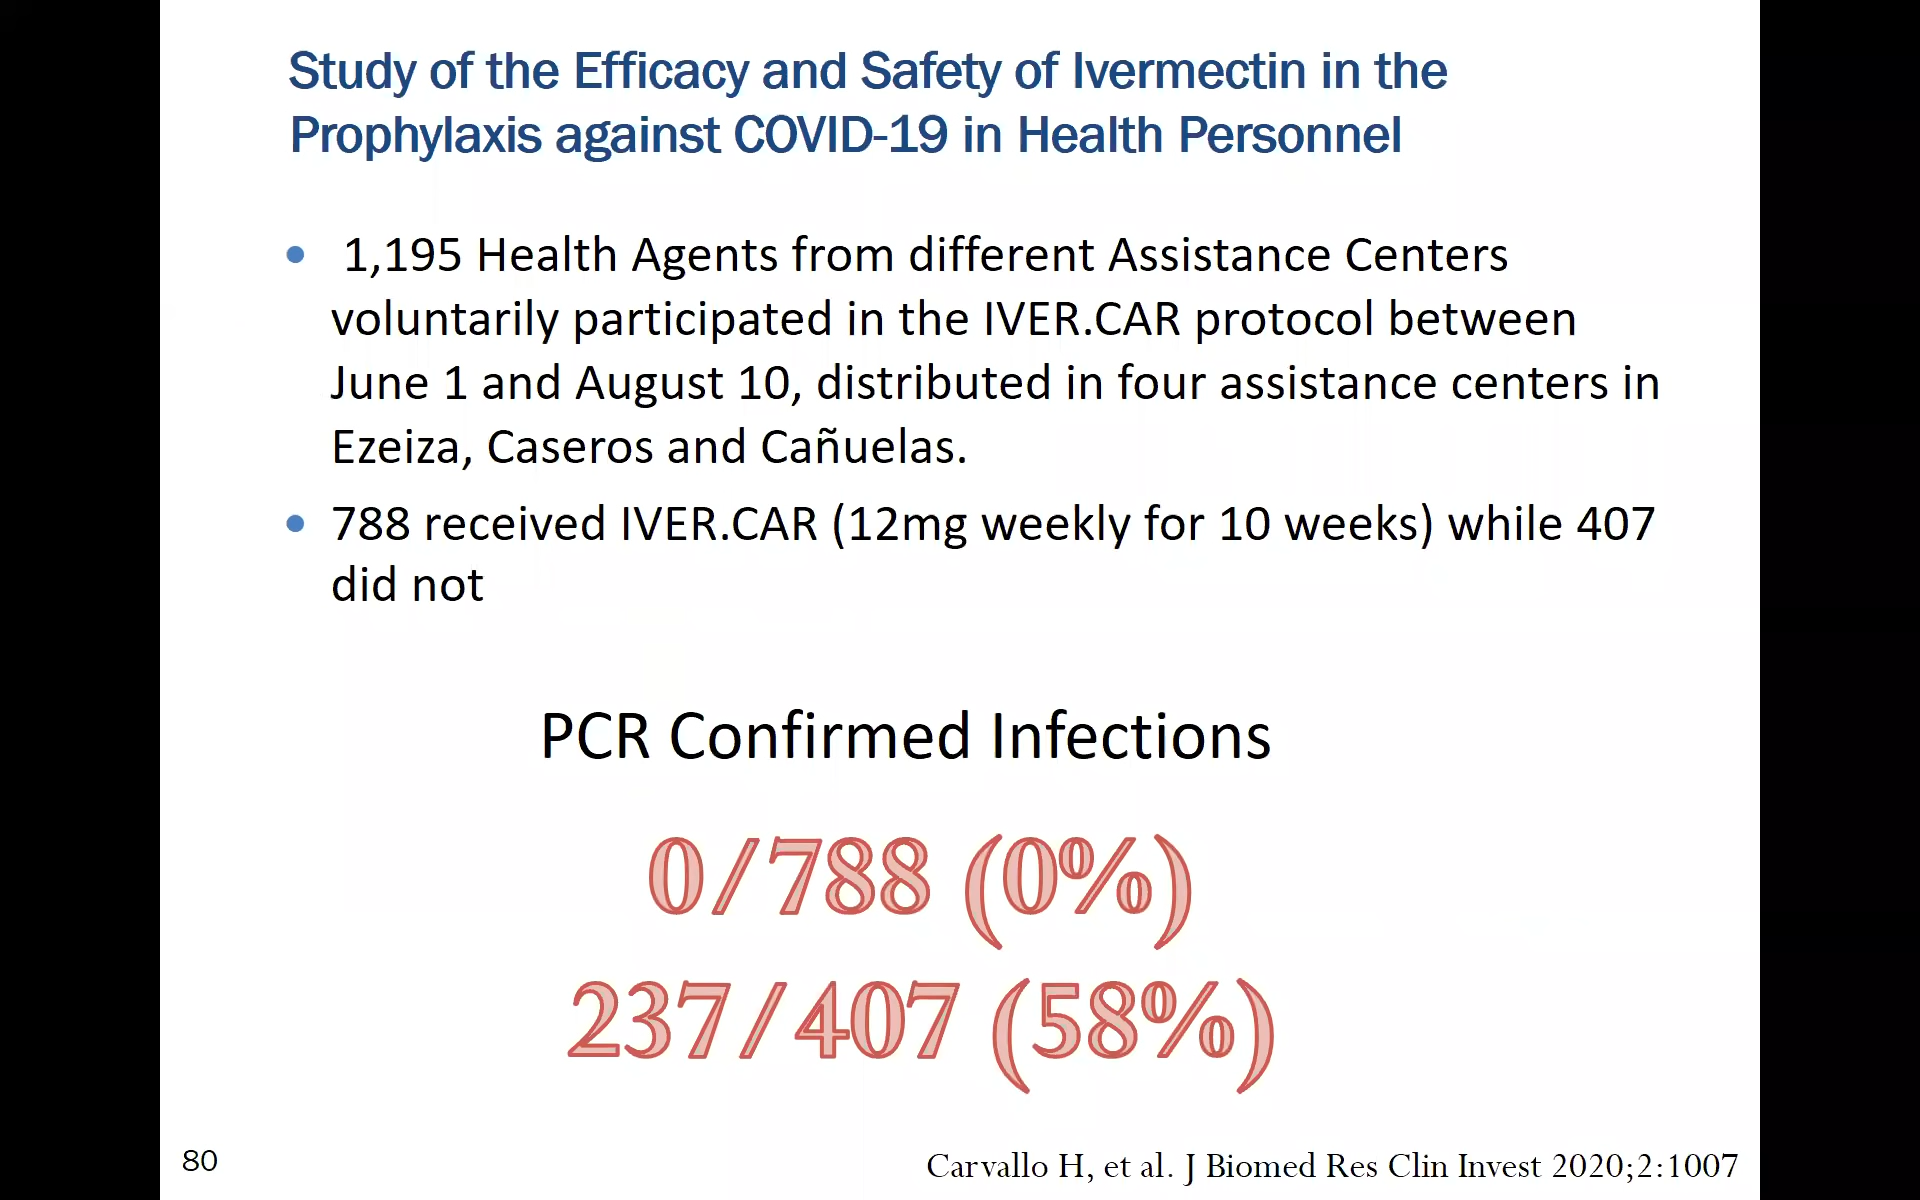 Study of the Efficacy and Safety of Ivermectin in the
Prophylaxis against COVID-19 in Health Personnel
• 1,195 Health Agents from different Assistance Centers
voluntarily participated in the IVER.CAR protocol between
June 1 and August 10, distributed in four assistance centers in
Ezeiza, Caseros and Cañuelas.
• 788 received IVER.CAR (12mg weekly for 10 weeks) while 407
did not
PCR Confirmed Infections
0/788 (0%)
237/407 (58%)
80
Carvallo H, et al. J Biomed Res Clin Invest 2020;2:1007